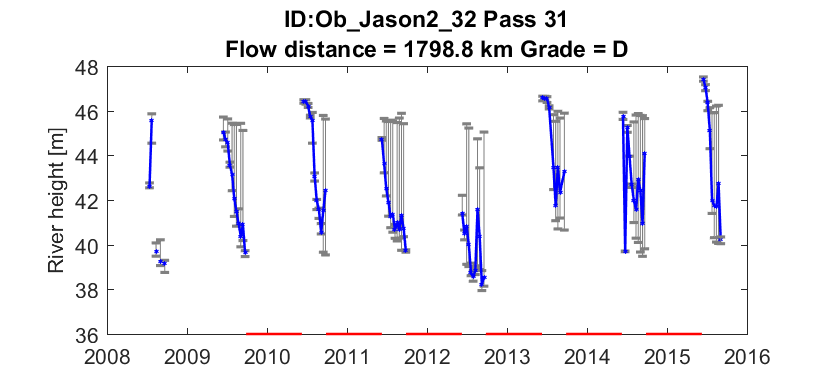 ID:Ob_Jason2_32 Pass 31
Flow distance = 1798.8 km Grade = D
River height [m]
48
46
44
42
40
38
36
2008 2009 2010 2011 2012 2013 2014 2015 2016